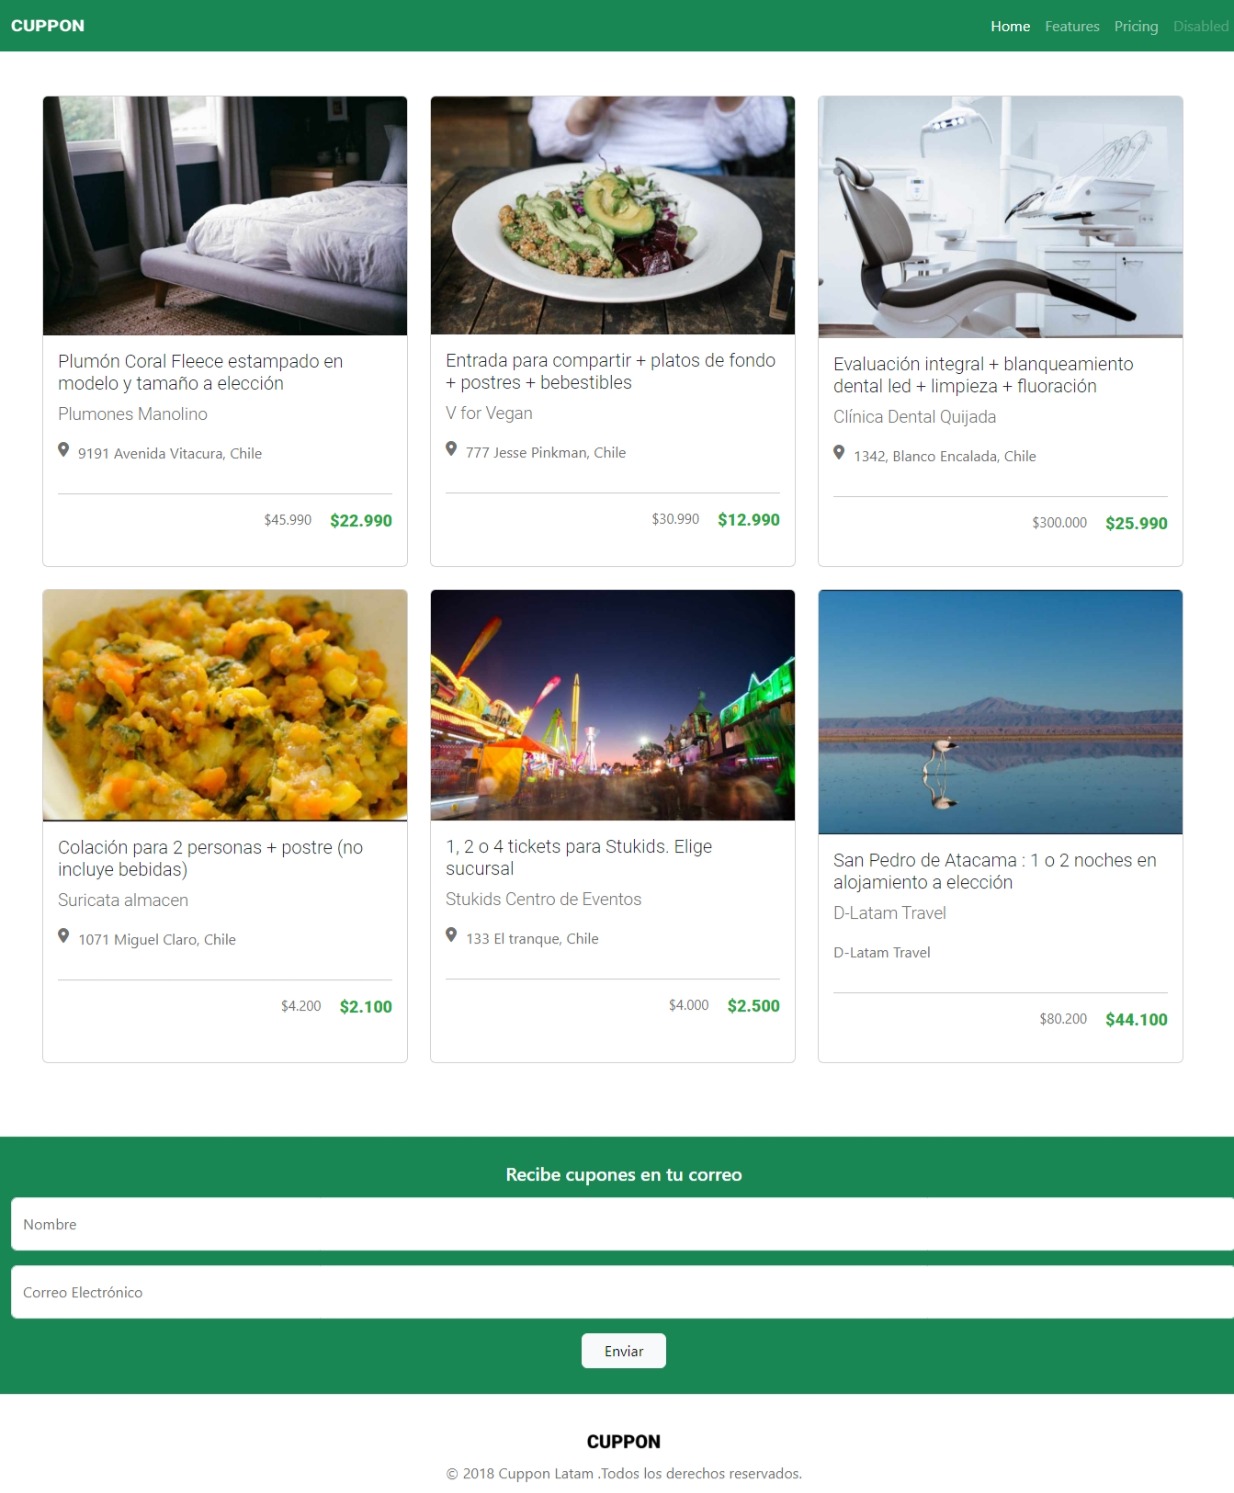 CUPPON
Home Features Pricing Disabled
Plumón Coral Fleece estampado en
modelo y tamaño a elección
Plumones Manolino
9191 Avenida Vitacura, Chile
$45.990 $22.990
Entrada para compartir + platos de fondo
+ postres + bebestibles
V for Vegan
777 Jesse Pinkman, Chile
$30.990 $12.990
Evaluación integral + blanqueamiento
dental led + limpieza + fluoración
Clínica Dental Quijada
1342, Blanco Encalada, Chile
$300.000 $25.990
Colación para 2 personas + postre (no
incluye bebidas)
Suricata almacen
1071 Miguel Claro, Chile
$4.200 $2.100
1, 2 o 4 tickets para Stukids. Elige
sucursal
Stukids Centro de Eventos
133 El tranque, Chile
$4.000 $2.500
San Pedro de Atacama : 1 o 2 noches en
alojamiento a elección
D-Latam Travel
D-Latam Travel
$80.200 $44.100
Recibe cupones en tu correo
Nombre
Correo Electrónico
Enviar
CUPPON
© 2018 Cuppon Latam .Todos los derechos reservados.